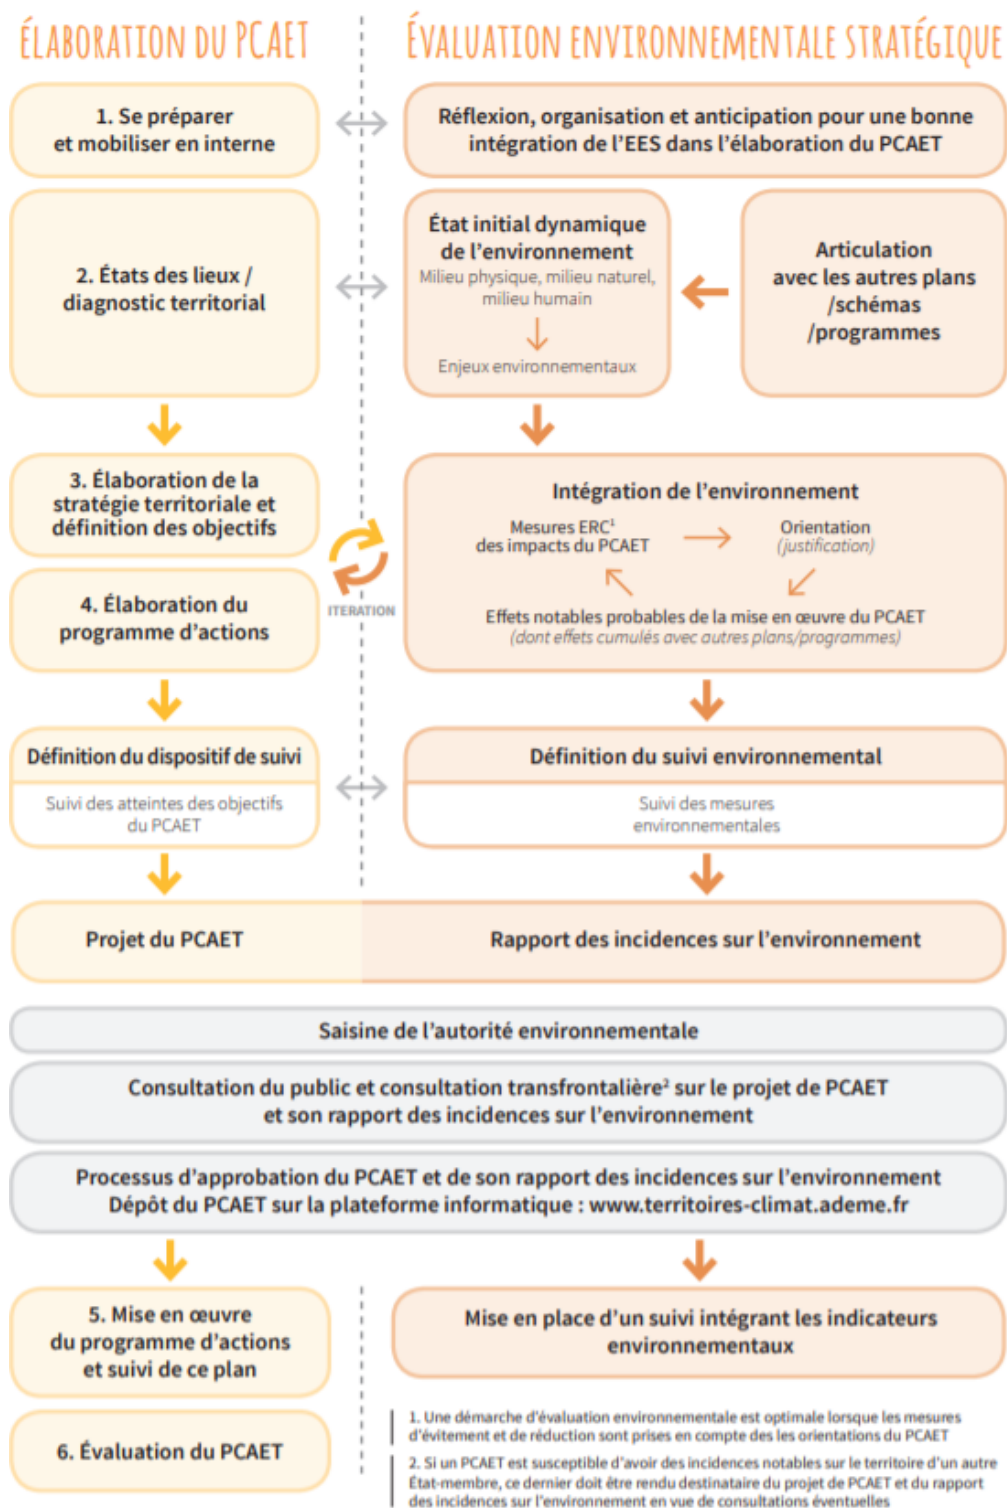 ÉLABORATION DU PCAET
ÉVALUATION ENVIRONNEMENTALE STRATÉGIQUE
1. Se préparer
et mobiliser en interne
Réflexion, organisation et anticipation pour une bonne
intégration de l'EES dans l'élaboration du PCAET
2. États des lieux /
diagnostic territorial
État initial dynamique
de l'environnement
Milieu physique, milieu naturel,
milieu humain
Enjeux environnementaux
Articulation
avec les autres plans
/schémas
/programmes
3. Élaboration de la
stratégie territoriale et
définition des objectifs
4. Élaboration du
programme d'actions
ITERATION
Intégration de l'environnement
Mesures ERC¹
des impacts du PCAET
Orientation
(justification)
Effets notables probables de la mise en œuvre du PCAET
(dont effets cumulés avec autres plans/programmes)
Définition du dispositif de suivi
Suivi des atteintes des objectifs
du PCAET
Définition du suivi environnemental
Suivi des mesures
environnementales
Projet du PCAET
Rapport des incidences sur l'environnement
Saisine de l'autorité environnementale
Consultation du public et consultation transfrontalière² sur le projet de PCAET
et son rapport des incidences sur l'environnement
Processus d'approbation du PCAET et de son rapport des incidences sur l'environnement
Dépôt du PCAET sur la plateforme informatique : www.territoires-climat.ademe.fr
5. Mise en œuvre
du programme d'actions
et suivi de ce plan
Mise en place d'un suivi intégrant les indicateurs
environnementaux
6. Évaluation du PCAET
1. Une démarche d'évaluation environnementale est optimale lorsque les mesures
d'évitement et de réduction sont prises en compte des les orientations du PCAET
2. Si un PCAET est susceptible d'avoir des incidences notables sur le territoire d'un autre
État-membre, ce dernier doit être rendu destinataire du projet de PCAET et du rapport
des incidences sur l'environnement en vue de consultations éventuelles